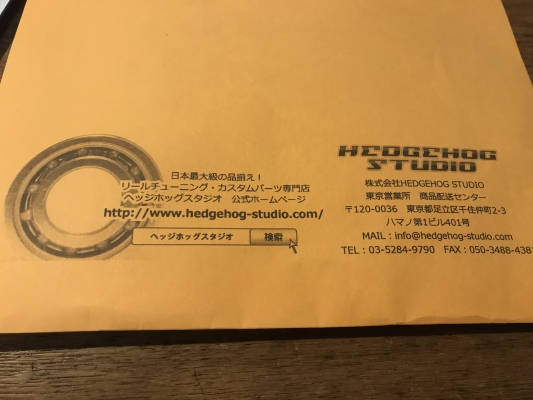 日本最大級の品揃え！
リールチューニング・カスタムパーツ専門店
ヘッジホッグスタジオ 公式ホームページ
http://www.hedgehog-studio.com/
ヘッジホッグスタジオ 検索
HEDGEHOG
STUDIO
株式会社HEDGEHOG STUDIO
東京営業所 商品配送センター
〒120-0036 東京都足立区千住仲町2-3
ハマノ第1ビル401号
MAIL：info@hedgehog-studio.com
TEL：03-5284-9790 FAX：050-3488-4381